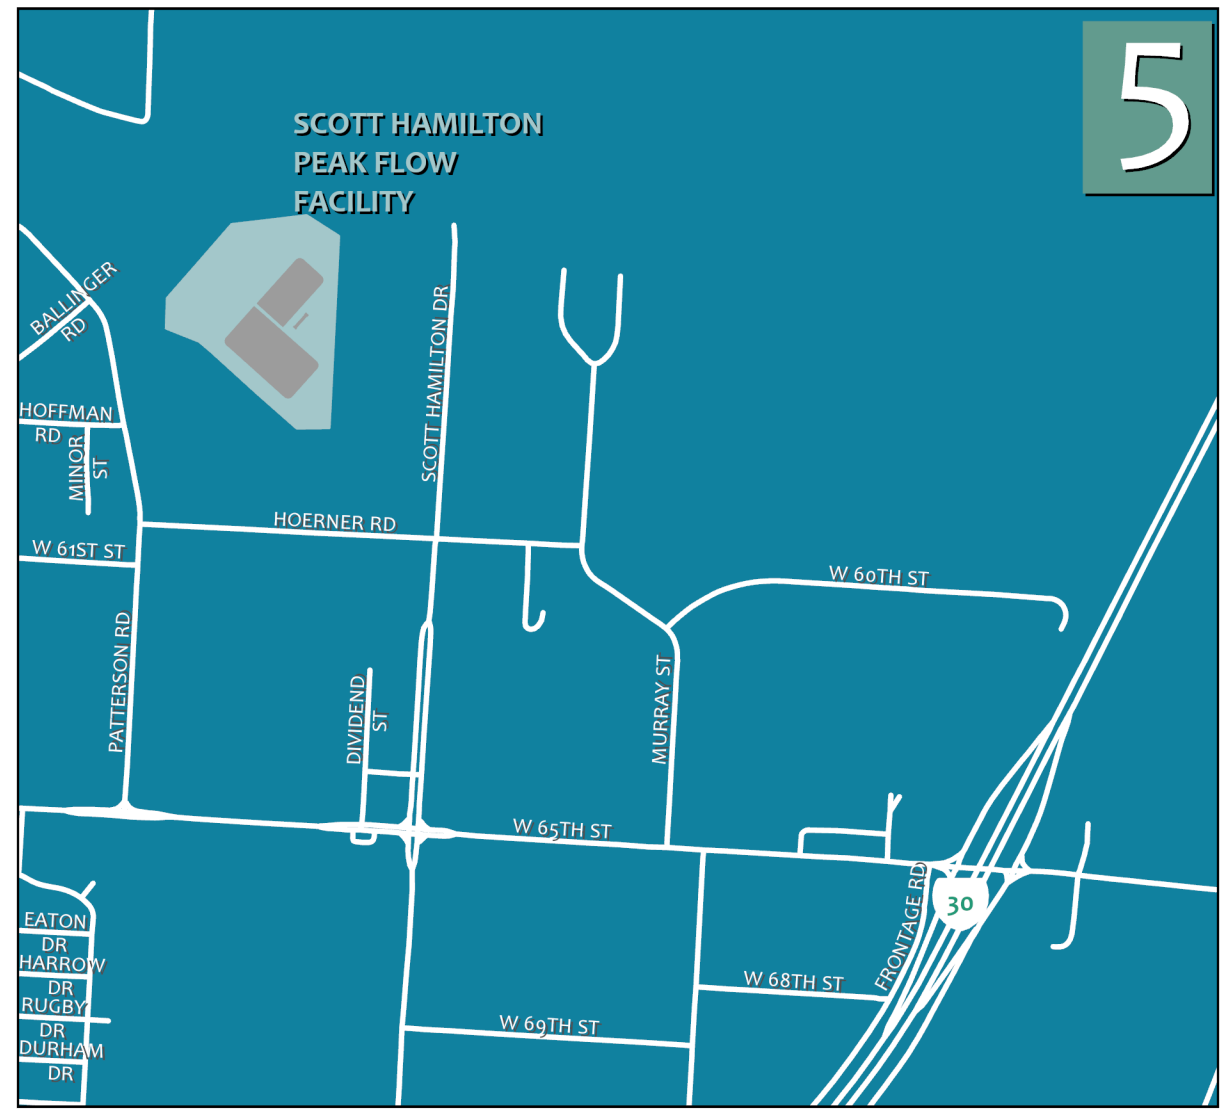 5
SCOTT HAMILTON
PEAK FLOW
FACILITY
BALLINGER
RD
SCOTT HAMILTON DR
HOFFMAN
RD
MINOR
ST
HOERNER RD
W 61ST ST
W 60TH ST
PATTERSON RD
DIVIDEND
ST
MURRAY ST
W 65TH ST
FRONTAGE RD
30
EATON
DR
HARROW
DR
W 68TH ST
RUGBY
DR
W 69TH ST
DURHAM
DR